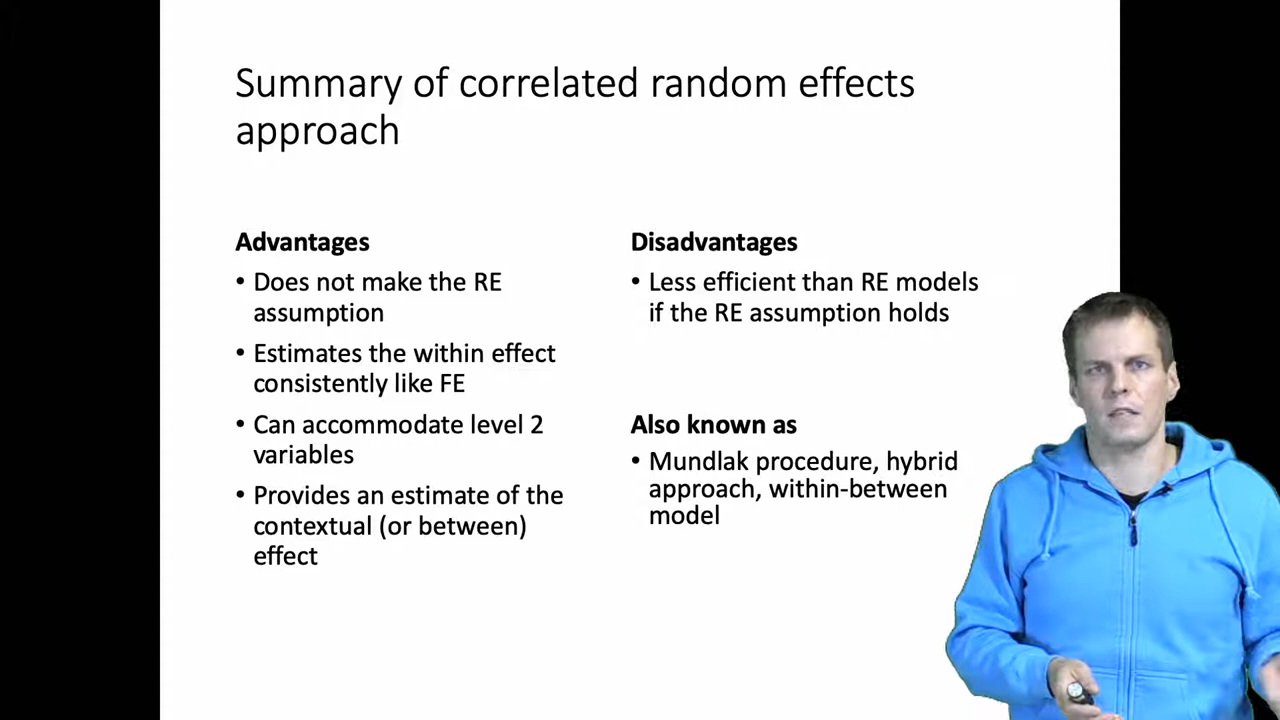 Summary of correlated random effects
approach
Advantages
• Does not make the RE
assumption
• Estimates the within effect
consistently like FE
• Can accommodate level 2
variables
• Provides an estimate of the
contextual (or between)
effect
Disadvantages
• Less efficient than RE models
if the RE assumption holds
Also known as
• Mundlak procedure, hybrid
approach, within-between
model